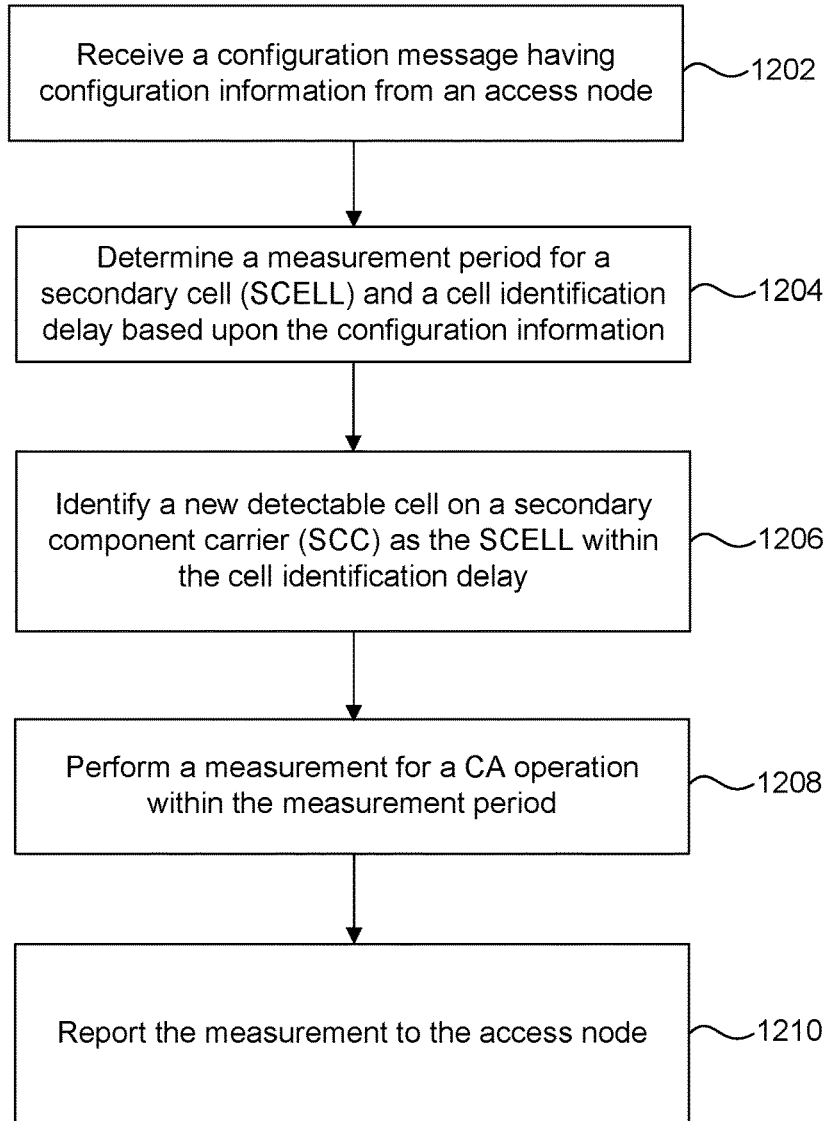 Receive a configuration message having
configuration information from an access node
1202
Determine a measurement period for a
secondary cell (SCELL) and a cell identification
delay based upon the configuration information
1204
Identify a new detectable cell on a secondary
component carrier (SCC) as the SCELL within
the cell identification delay
1206
Perform a measurement for a CA operation
within the measurement period
1208
Report the measurement to the access node
1210